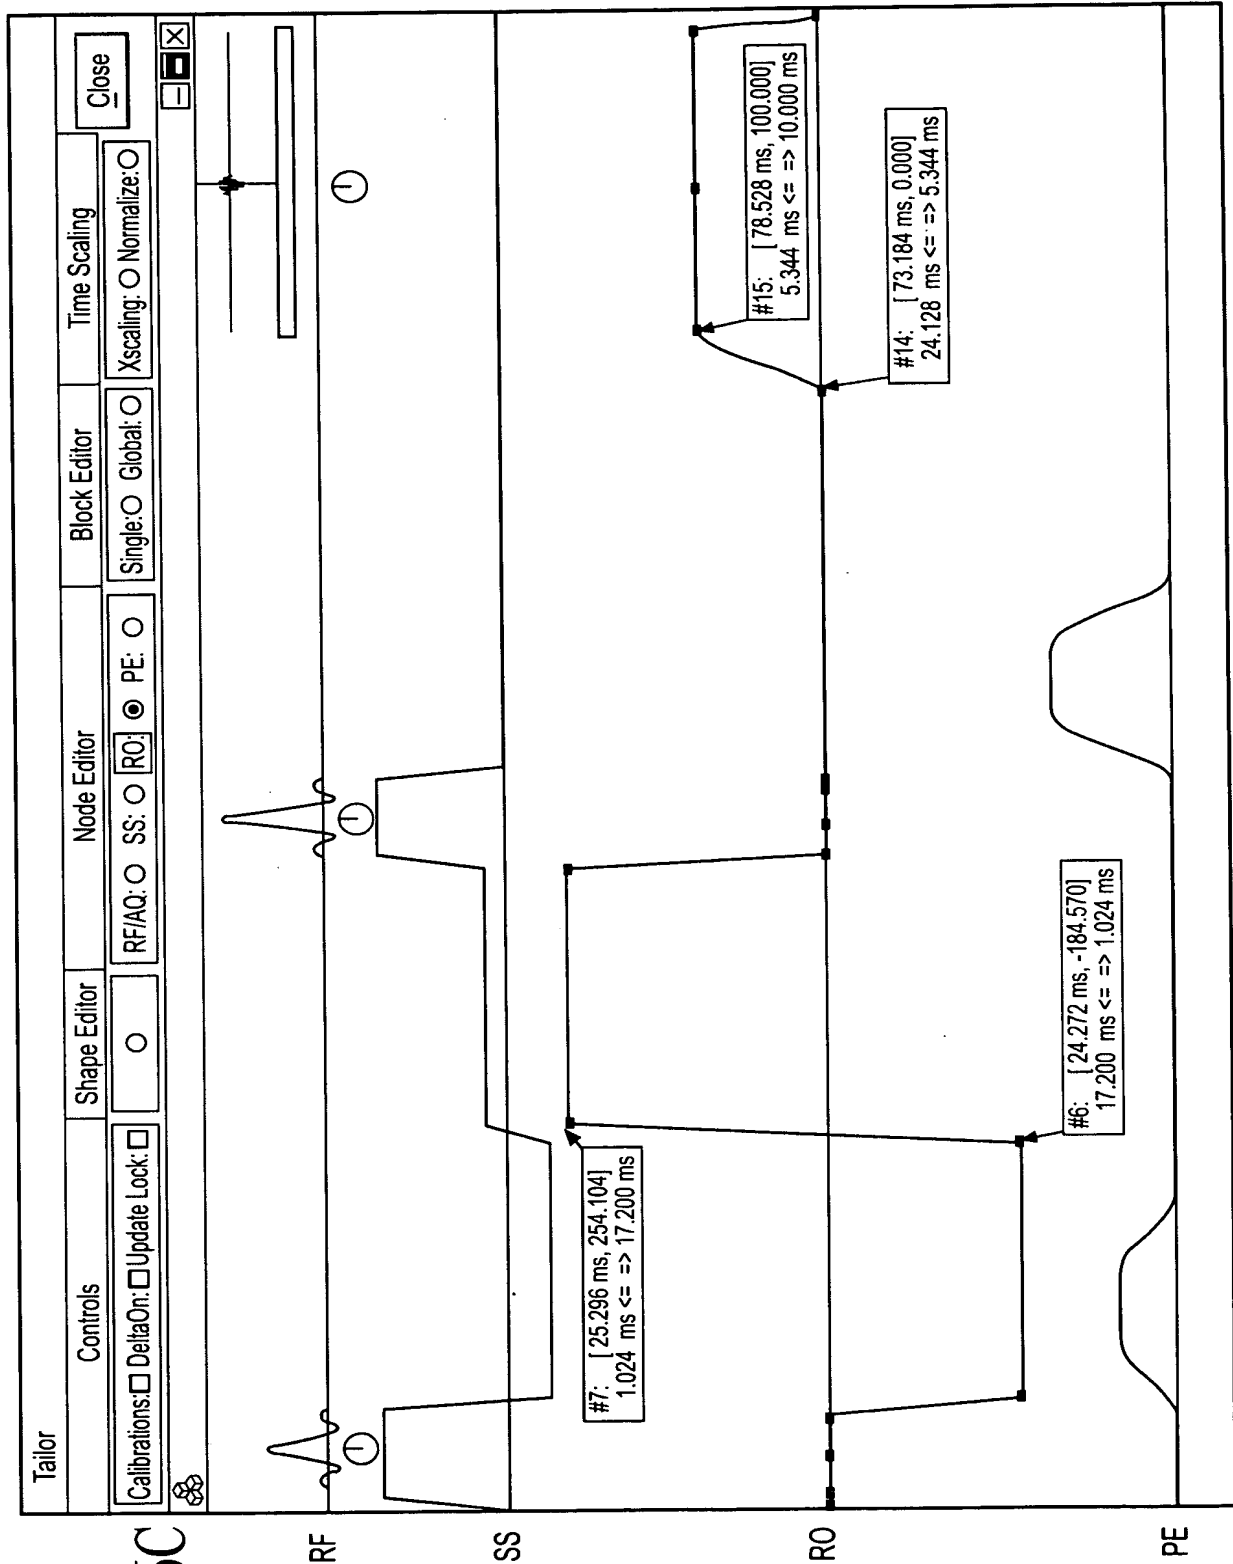 Tailor
Controls
Shape Editor
Node Editor
Block Editor
Time Scaling
Close
Calibrations: DeltaOn: Update Lock:
RF/AQ: SS: RO: PE:
Single: Global:
Xscaling: Normalize:
RF
SS
#7: [ 25.296 ms, 254.104]
1.024 ms <= => 17.200 ms
#15: [ 78.528 ms, 100.000]
5.344 ms <= => 10.000 ms
RO
#14: [ 73.184 ms, 0.000]
24.128 ms <= => 5.344 ms
#6: [ 24.272 ms, -184.570]
17.200 ms <= => 1.024 ms
PE